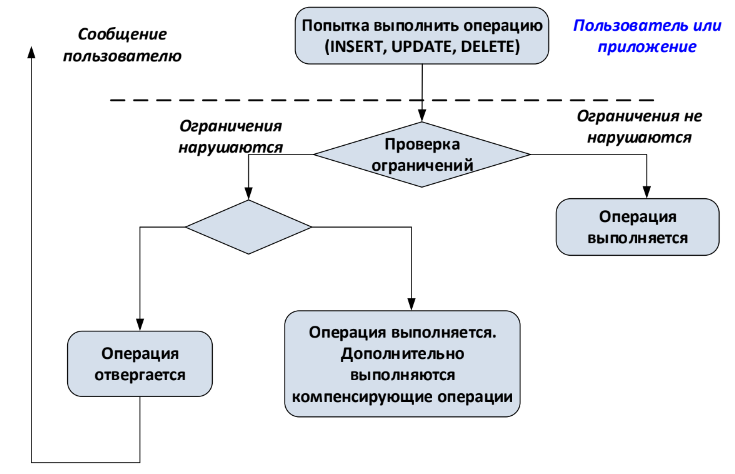 Сообщение
пользователю
Попытка выполнить операцию
(INSERT, UPDATE, DELETE)
Пользователь или
приложение
Ограничения
нарушаются
Проверка
ограничений
Ограничения не
нарушаются
Операция
выполняется
Операция
отвергается
Операция выполняется.
Дополнительно
выполняются
компенсирующие операции